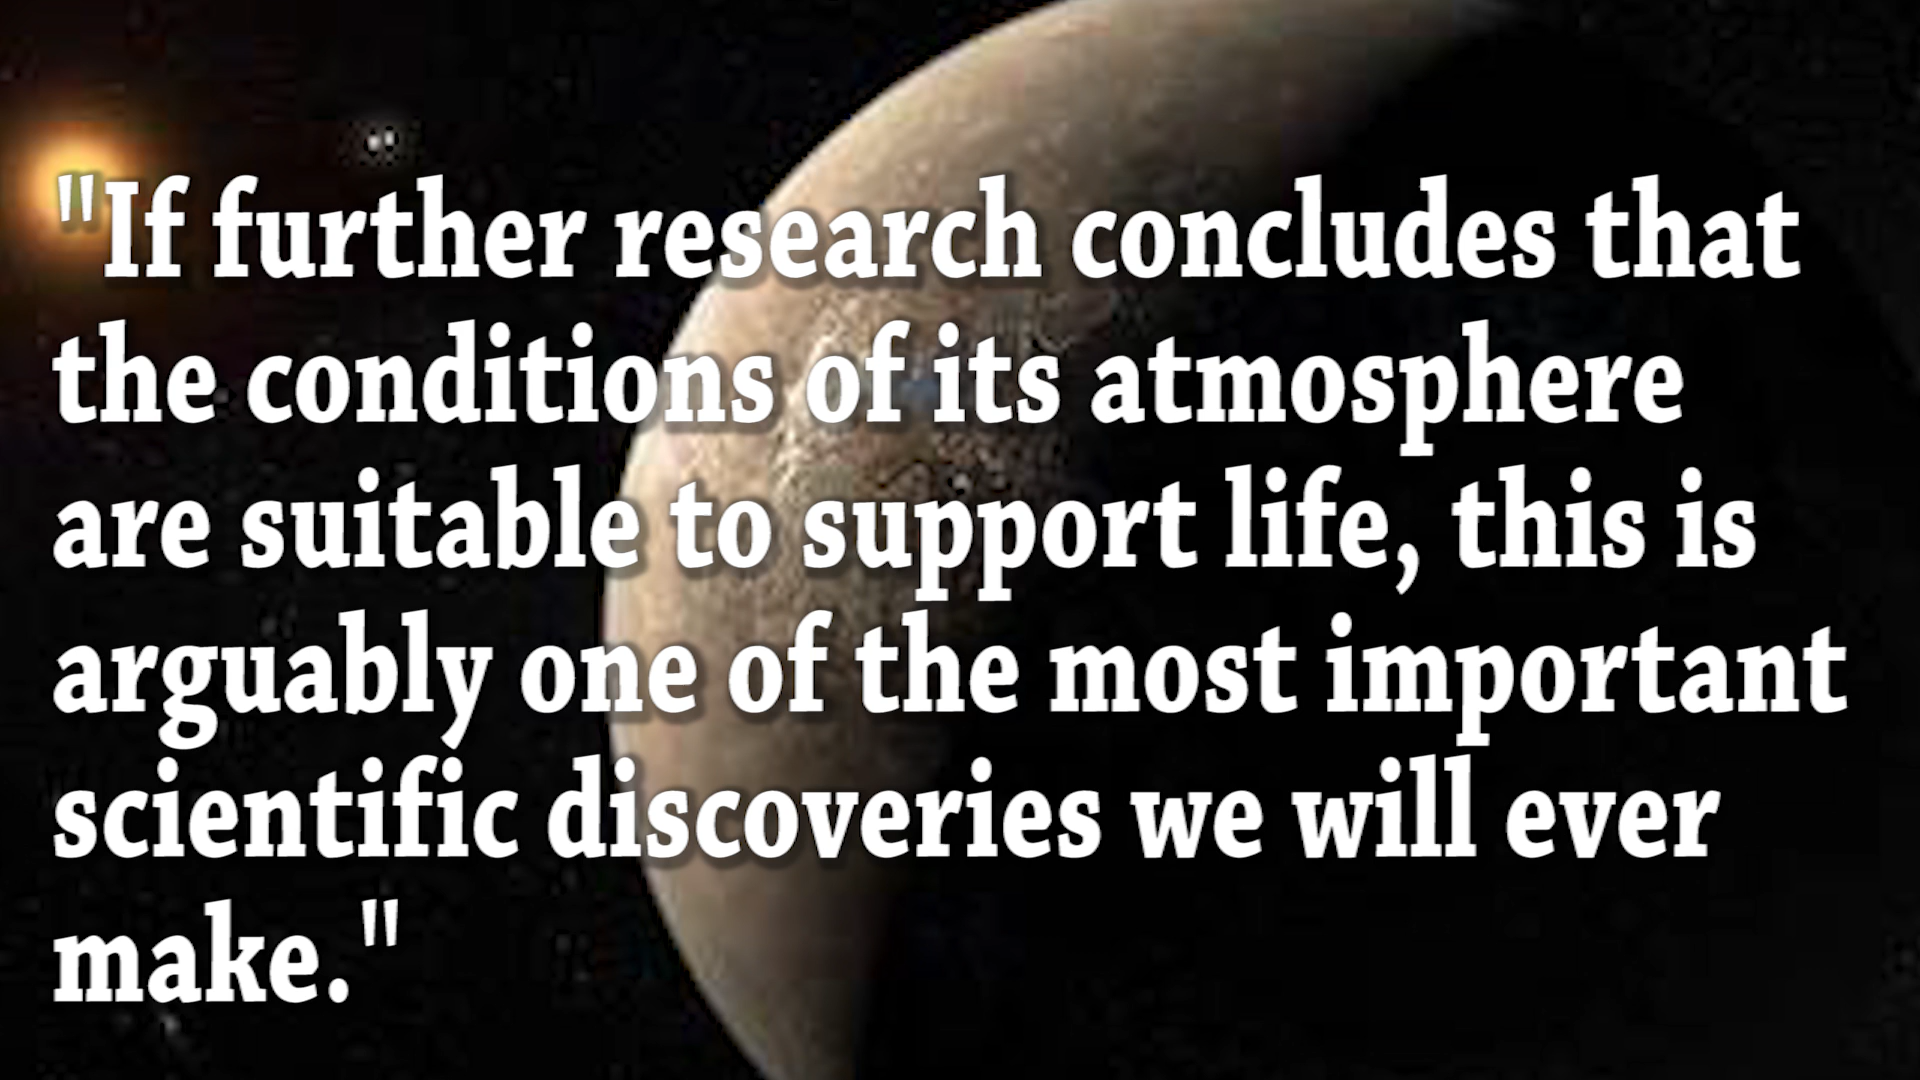 "If further research concludes that
the conditions of its atmosphere
are suitable to support life, this is
arguably one of the most important
scientific discoveries we will ever
make."